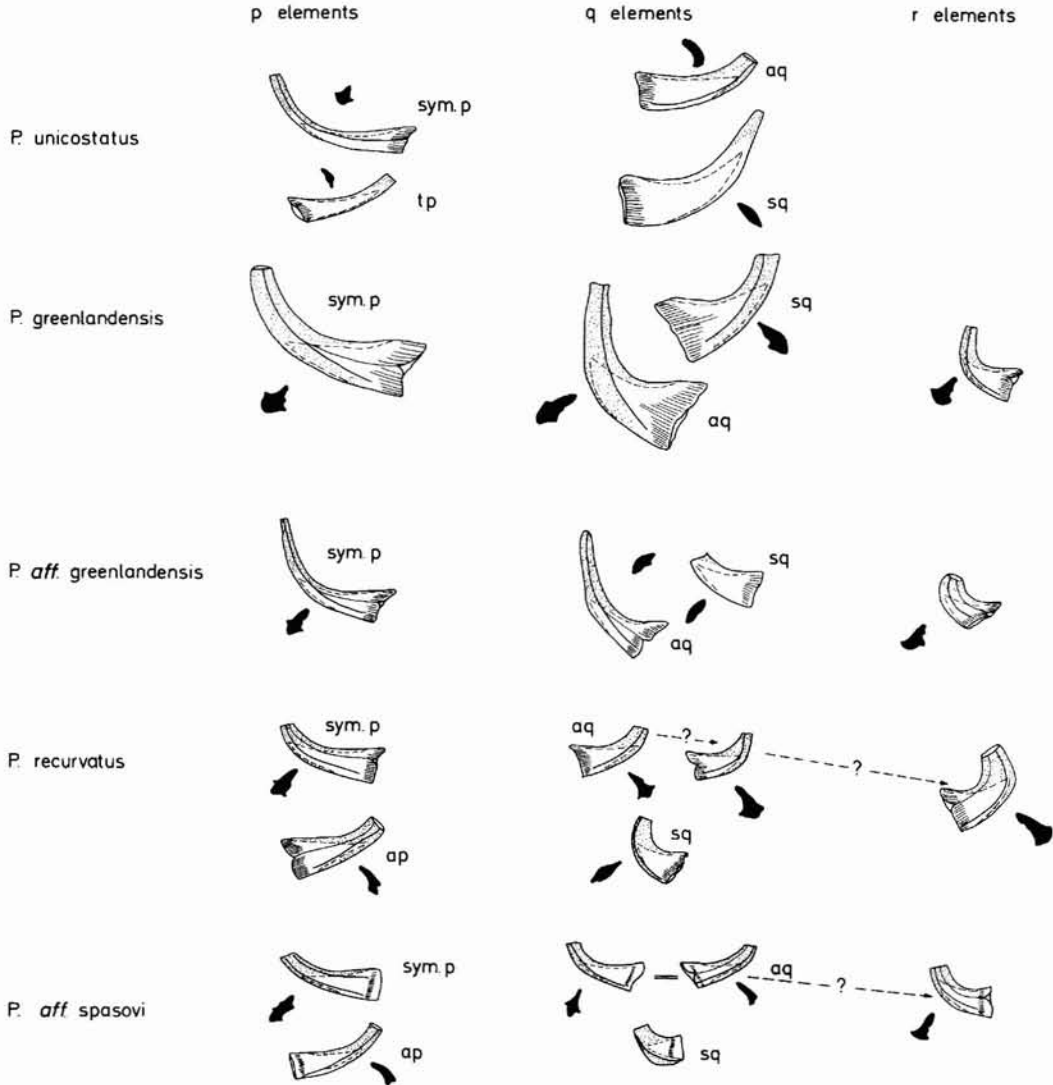 p elements
q elements
r elements
P. unicostatus
sym. p
aq
t p
sq
P. greenlandensis
sym. p
sq
aq
P. aff. greenlandensis
sym. p
sq
aq
P. recurvatus
sym. p
aq
?
?
ap
sq
P. aff. spasovi
sym. p
aq
?
ap
sq